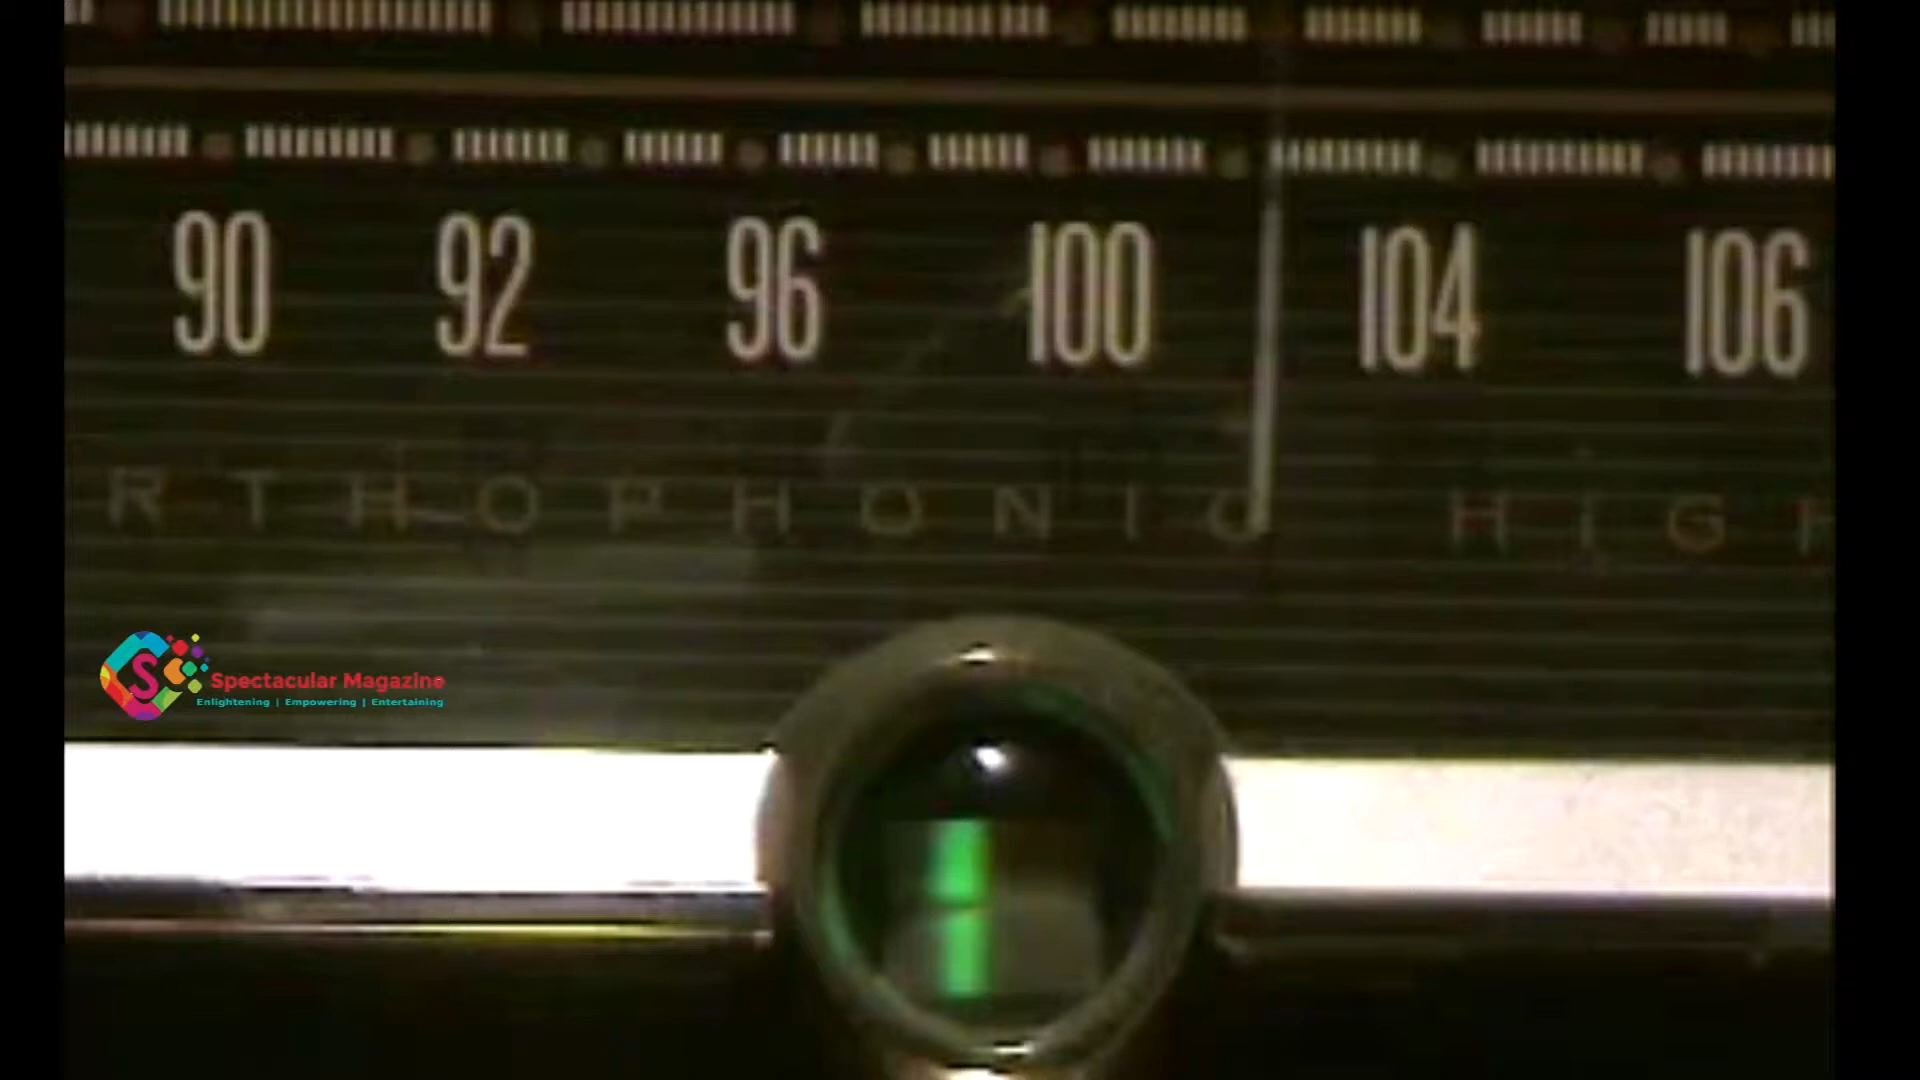 90 92 96 100 104 106
RTHOPHONIC HIGH
S
Spectacular Magazine
Enlightening | Empowering | Entertaining